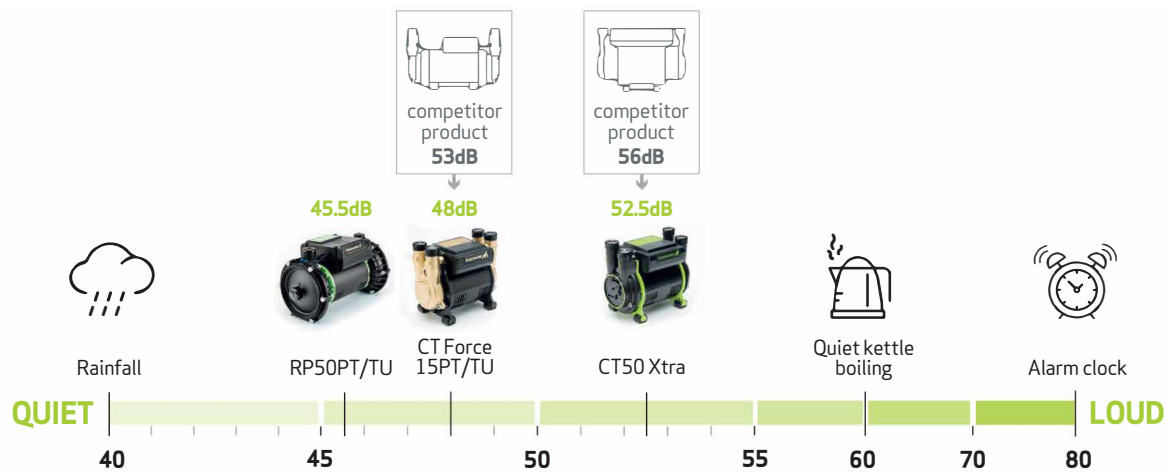 competitor
product
53dB
competitor
product
56dB
45.5dB
48dB
52.5dB
Rainfall
RP50PT/TU
CT Force
15PT/TU
CT50 Xtra
Quiet kettle
boiling
Alarm clock
QUIET
LOUD
40
45
50
55
60
70
80